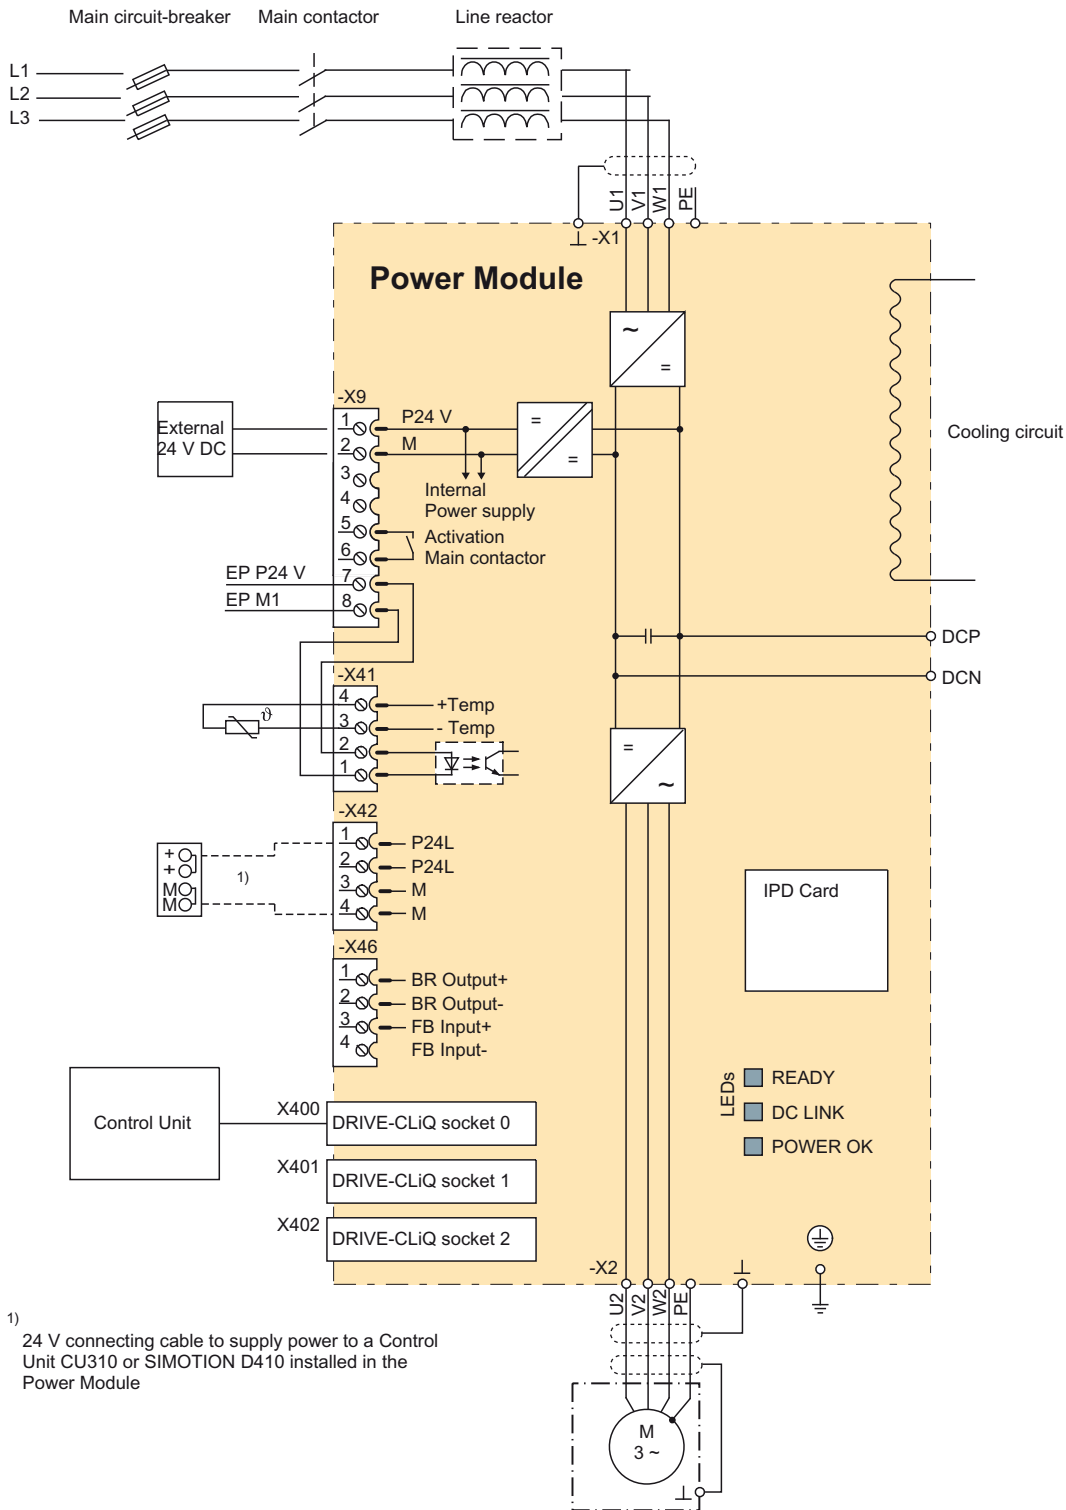 Main circuit-breaker Main contactor Line reactor
L1
L2
L3
U1
V1
W1
PE
-X1
Power Module
~
=
-X9
External
24 V DC
1
2
3
4
5
6
7
8
P24 V
M
=
=
Internal
Power supply
Activation
Main contactor
EP P24 V
EP M1
Cooling circuit
DCP
DCN
-X41
4
3
2
1
ϑ
+Temp
- Temp
=
~
-X42
1
2
3
4
P24L
P24L
M
M
+
+
M
M
1)
IPD Card
-X46
1
2
3
4
BR Output+
BR Output-
FB Input+
FB Input-
Control Unit
X400
DRIVE-CLiQ socket 0
X401
DRIVE-CLiQ socket 1
X402
DRIVE-CLiQ socket 2
LEDs
READY
DC LINK
POWER OK
-X2
U2
V2
W2
PE
1)
24 V connecting cable to supply power to a Control
Unit CU310 or SIMOTION D410 installed in the
Power Module
M
3 ~